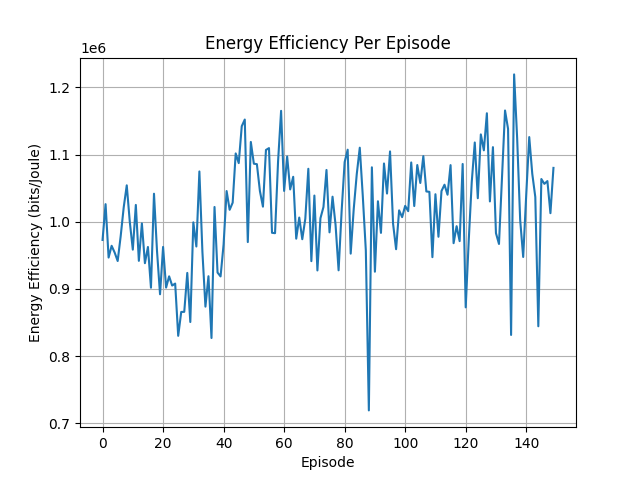 Energy Efficiency Per Episode
1e6
Energy Efficiency (bits/Joule)
1.2
1.1
1.0
0.9
0.8
0.7
0 20 40 60 80 100 120 140
Episode